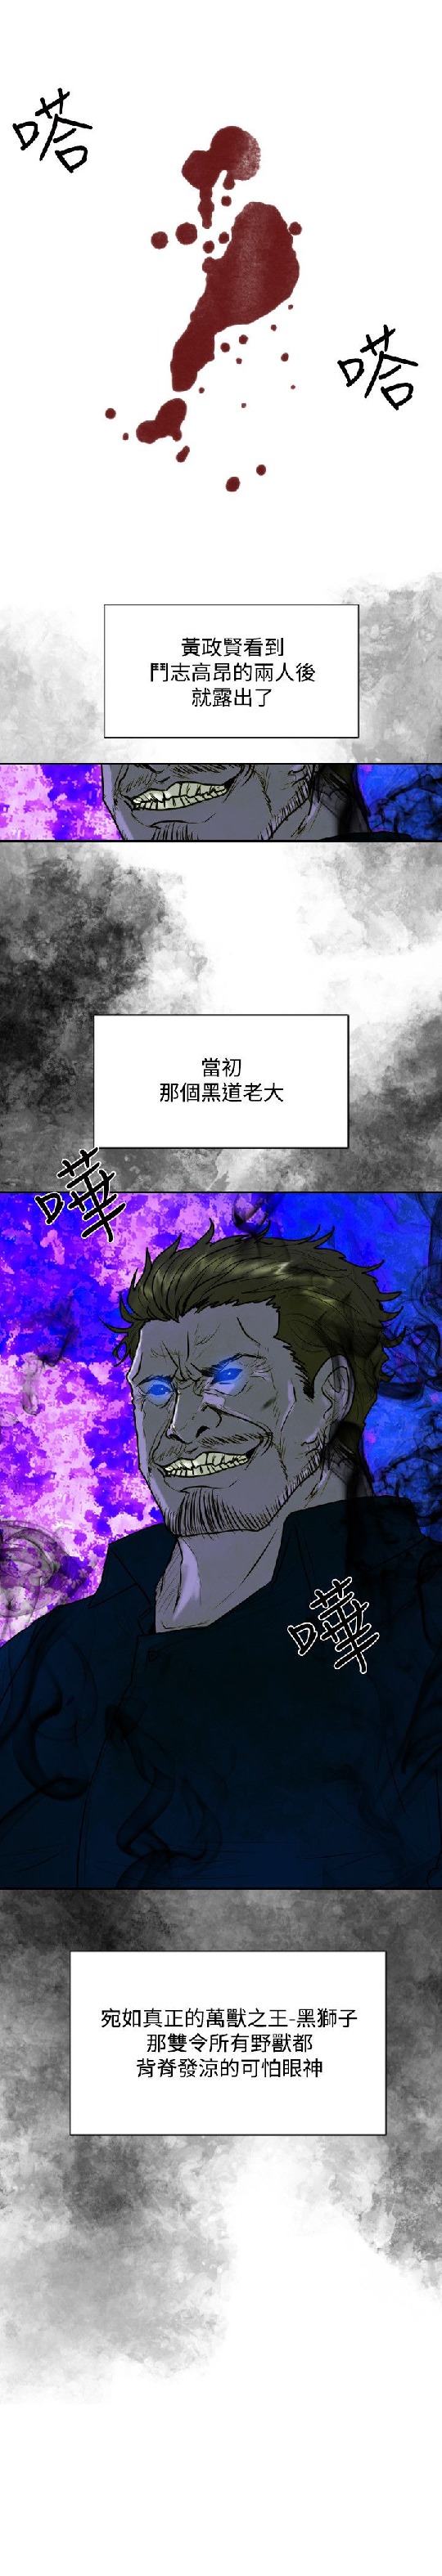 嗒
嗒
黃政賢看到
鬥志高昂的兩人後
就露出了
當初
那個黑道老大
嘩
嘩
宛如真正的萬獸之王-黑獅子
那雙令所有野獸都
背脊發涼的可怕眼神